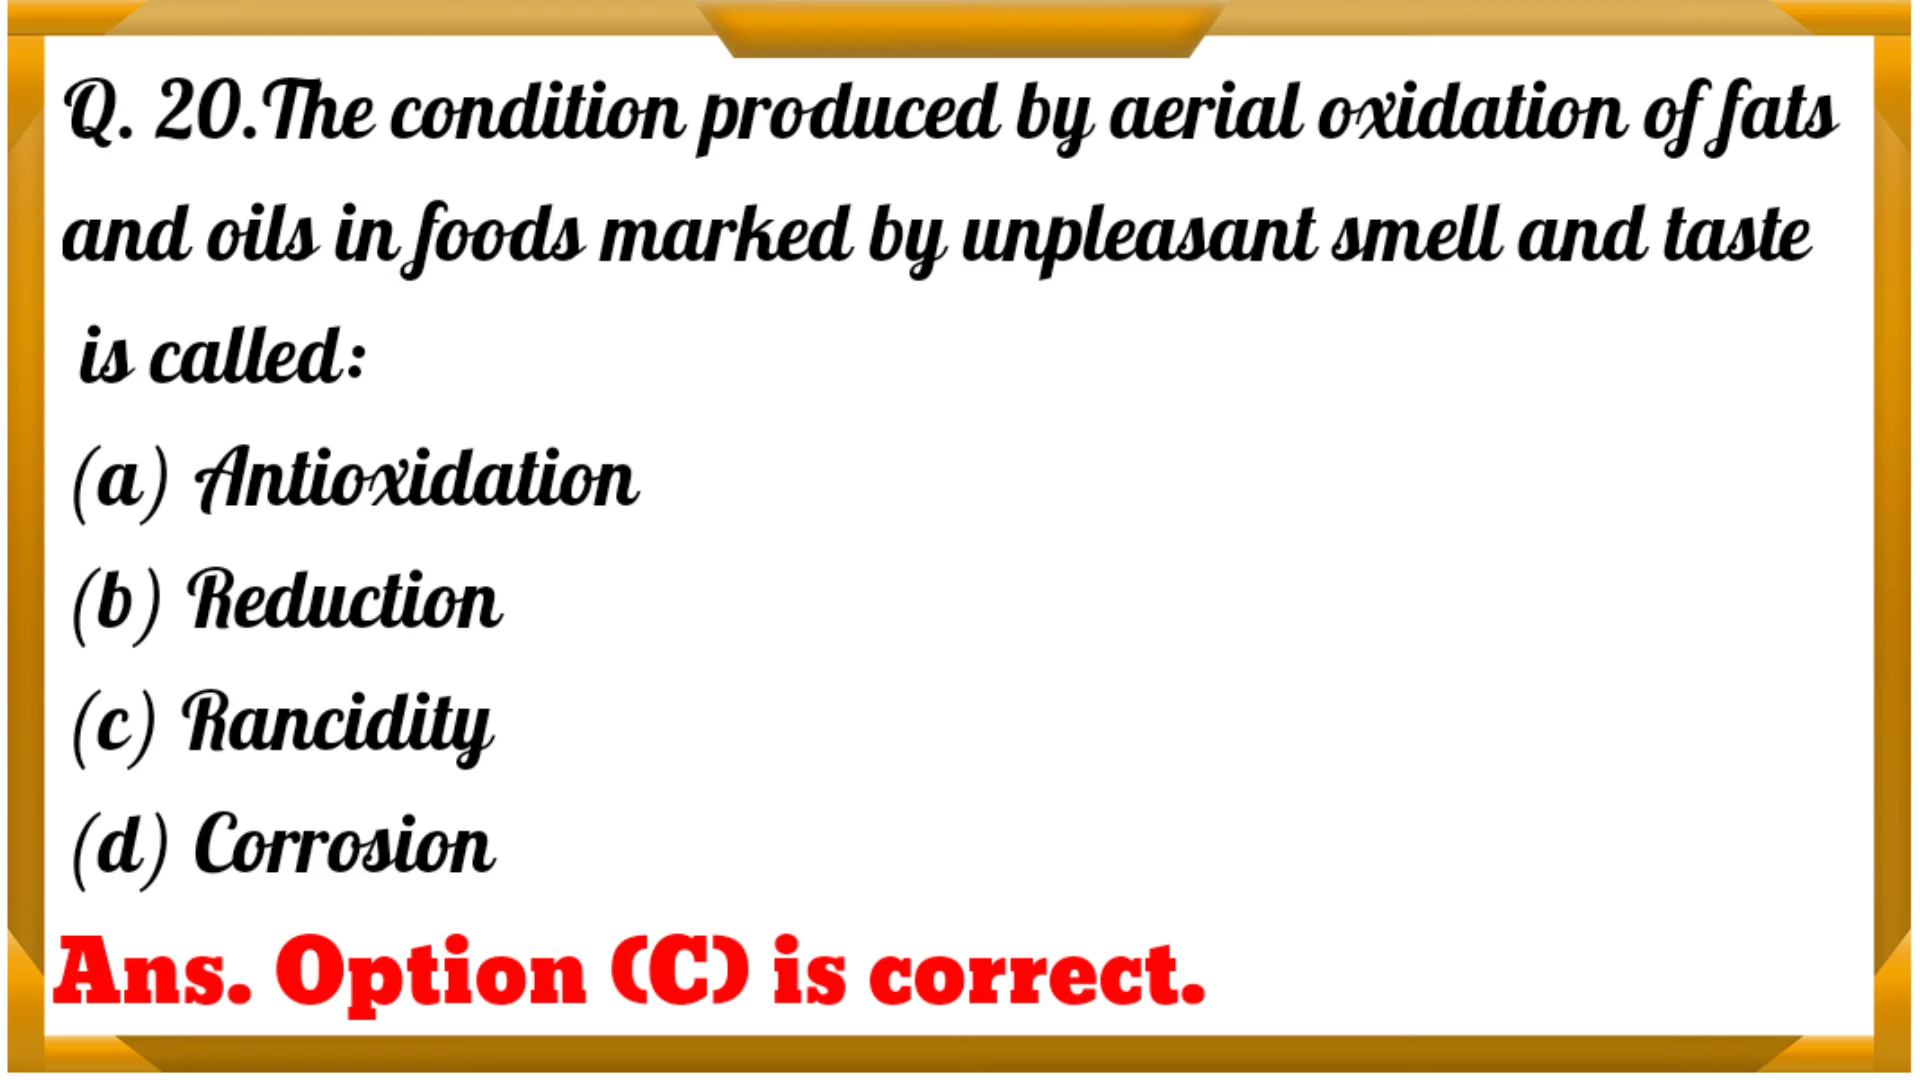 Q. 20.The condition produced by aerial oxidation of fats
and oils in foods marked by unpleasant smell and taste
is called:
(a) Antioxidation
(b) Reduction
(c) Rancidity
(d) Corrosion
Ans. Option (C) is correct.